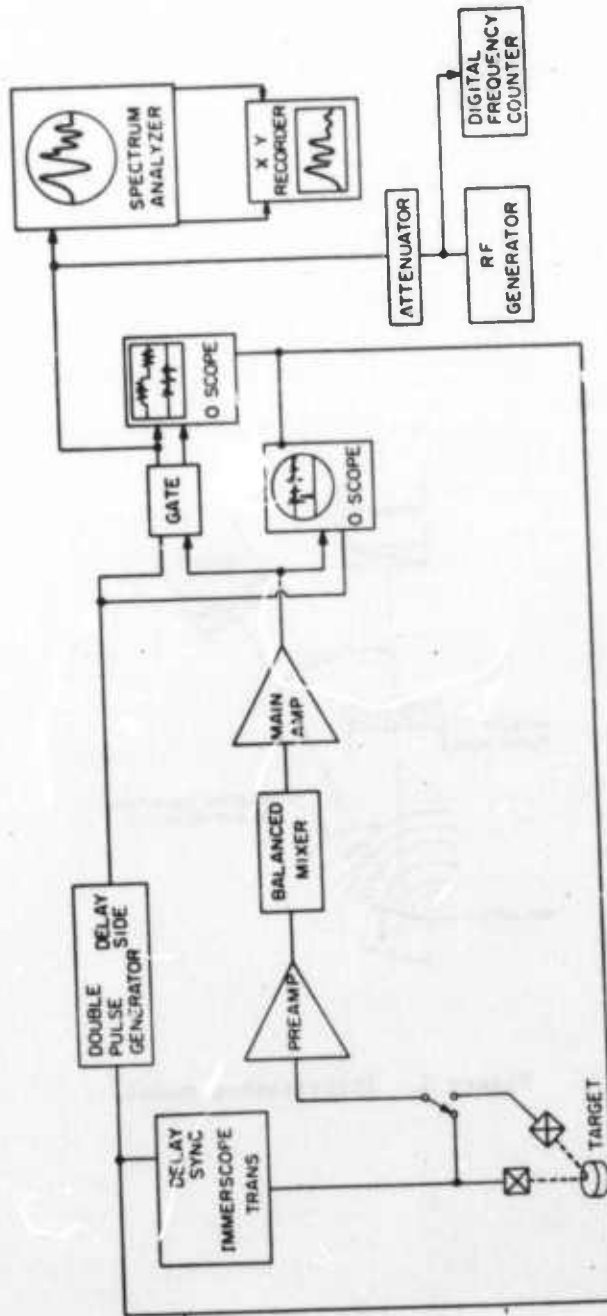 DOUBLE
PULSE
GENERATOR
DELAY
SIDE
DELAY
SYNC
IMMERSCOPE
TRANS
PREAMP
BALANCED
MIXER
MAIN
AMP
GATE
O SCOPE
O SCOPE
SPECTRUM
ANALYZER
X Y
RECORDER
ATTENUATOR
RF
GENERATOR
DIGITAL
FREQUENCY
COUNTER
TARGET